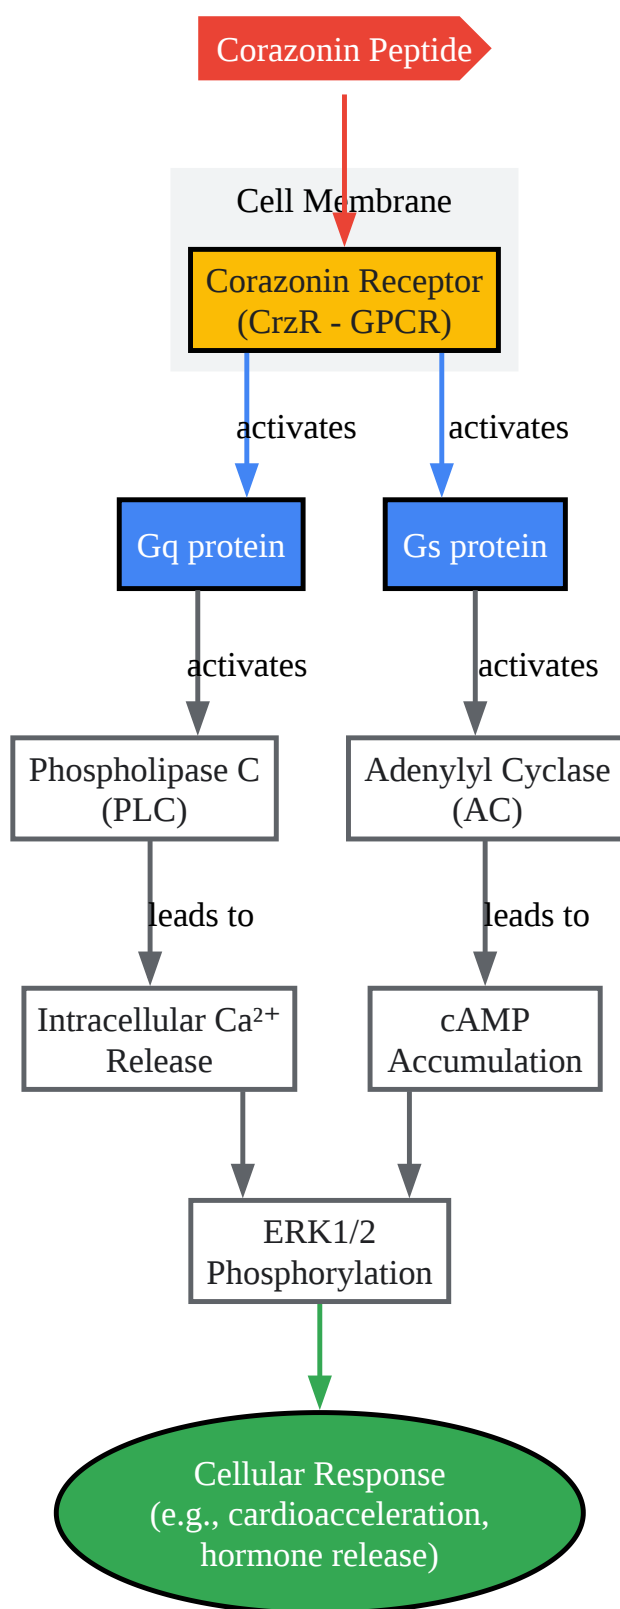 Corazonin Peptide
Cell Membrane
Corazonin Receptor
(CrzR - GPCR)
activates
activates
Gq protein
Gs protein
activates
activates
Phospholipase C
(PLC)
Adenylyl Cyclase
(AC)
leads to
leads to
Intracellular Ca²⁺
Release
cAMP
Accumulation
ERK1/2
Phosphorylation
Cellular Response
(e.g., cardioacceleration,
hormone release)